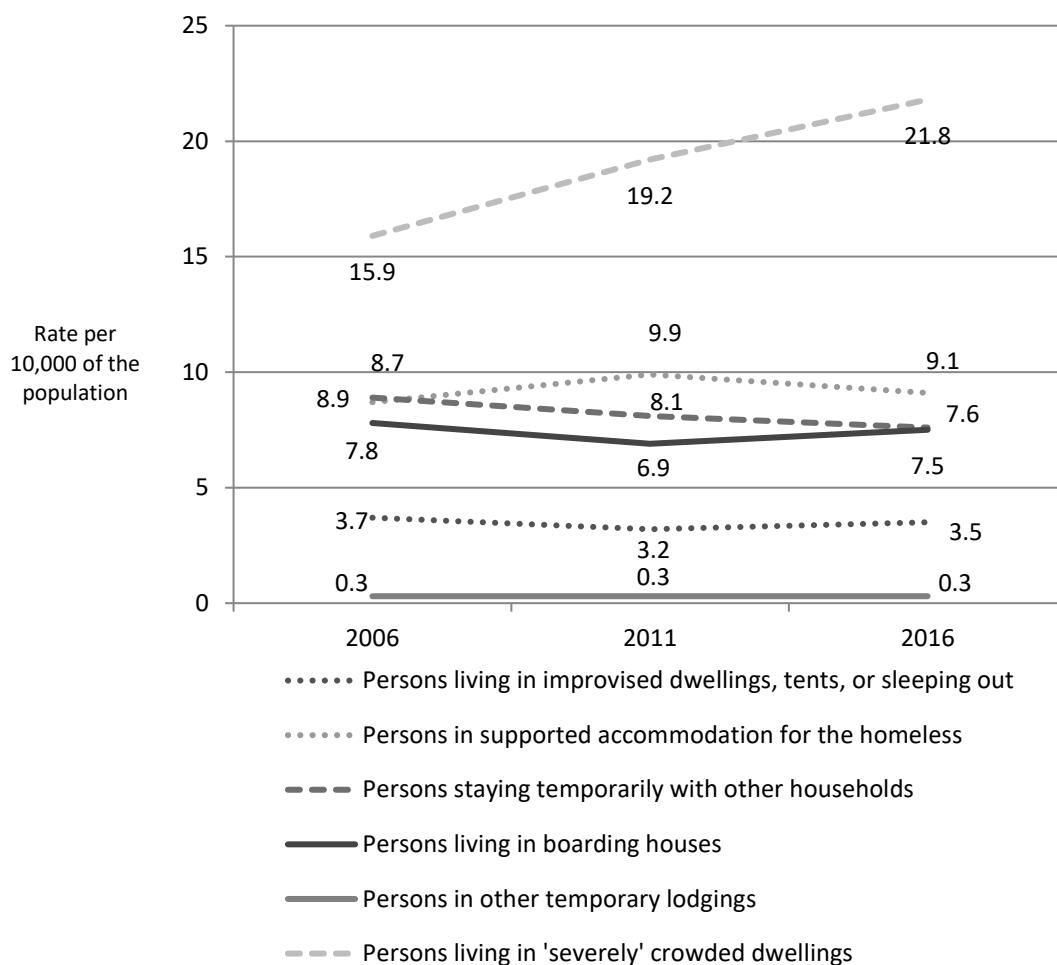 25
20
15
10
5
0
Rate per
10,000 of the
population
21.8
19.2
15.9
9.9
8.7
9.1
8.9
8.1
7.6
7.8
6.9
7.5
3.7
3.2
3.5
0.3
0.3
0.3
2006 2011 2016
Persons living in improvised dwellings, tents, or sleeping out
Persons in supported accommodation for the homeless
Persons staying temporarily with other households
Persons living in boarding houses
Persons in other temporary lodgings
Persons living in 'severely' crowded dwellings